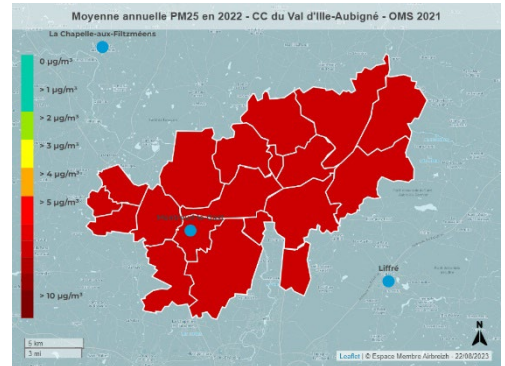 Moyenne annuelle PM25 en 2022 - CC du Val d'Ille-Aubigné - OMS 2021
La Chapelle-aux-Filtzméens
0 µg/m³
> 1 µg/m³
> 2 µg/m³
> 3 µg/m³
> 4 µg/m³
> 5 µg/m³
> 10 µg/m³
Liffré
N
5 km
3 mi
Leaflet | © Espace Membre Airbreizh - 22/08/2023